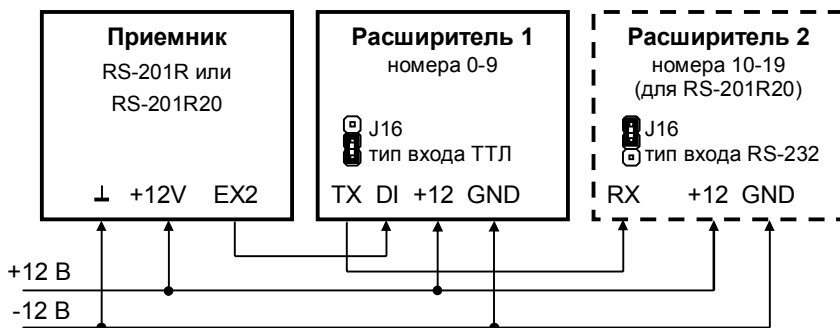 Приемник
RS-201R или
RS-201R20
⊥ +12V EX2
Расширитель 1
номера 0-9
J16
тип входа ТТЛ
TX DI +12 GND
Расширитель 2
номера 10-19
(для RS-201R20)
J16
тип входа RS-232
RX +12 GND
+12 В
-12 В